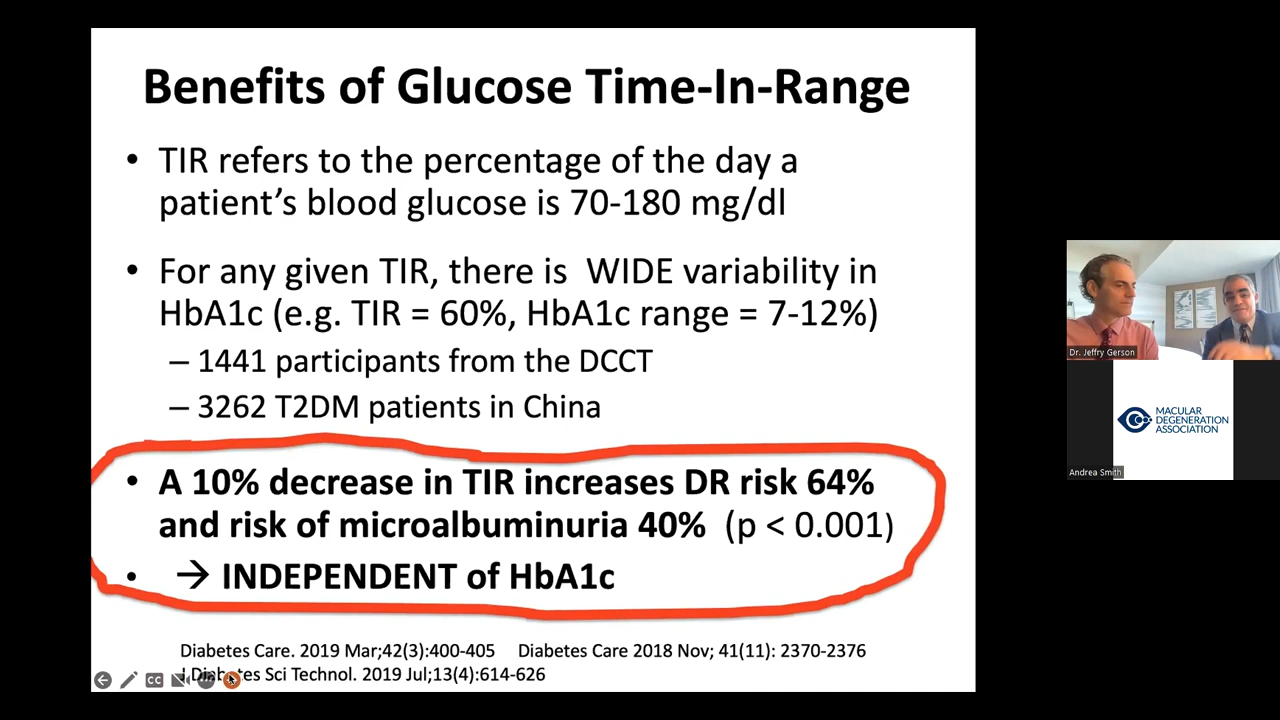 Benefits of Glucose Time-In-Range
• TIR refers to the percentage of the day a
patient's blood glucose is 70-180 mg/dl
• For any given TIR, there is WIDE variability in
HbA1c (e.g. TIR = 60%, HbA1c range = 7-12%)
– 1441 participants from the DCCT
– 3262 T2DM patients in China
• A 10% decrease in TIR increases DR risk 64%
and risk of microalbuminuria 40% (p < 0.001)
• → INDEPENDENT of HbA1c
Diabetes Care. 2019 Mar;42(3):400-405 Diabetes Care 2018 Nov; 41(11): 2370-2376
J Diabetes Sci Technol. 2019 Jul;13(4):614-626
CC
Dr. Jeffry Gerson
MACULAR
DEGENERATION
ASSOCIATION
Andrea Smith